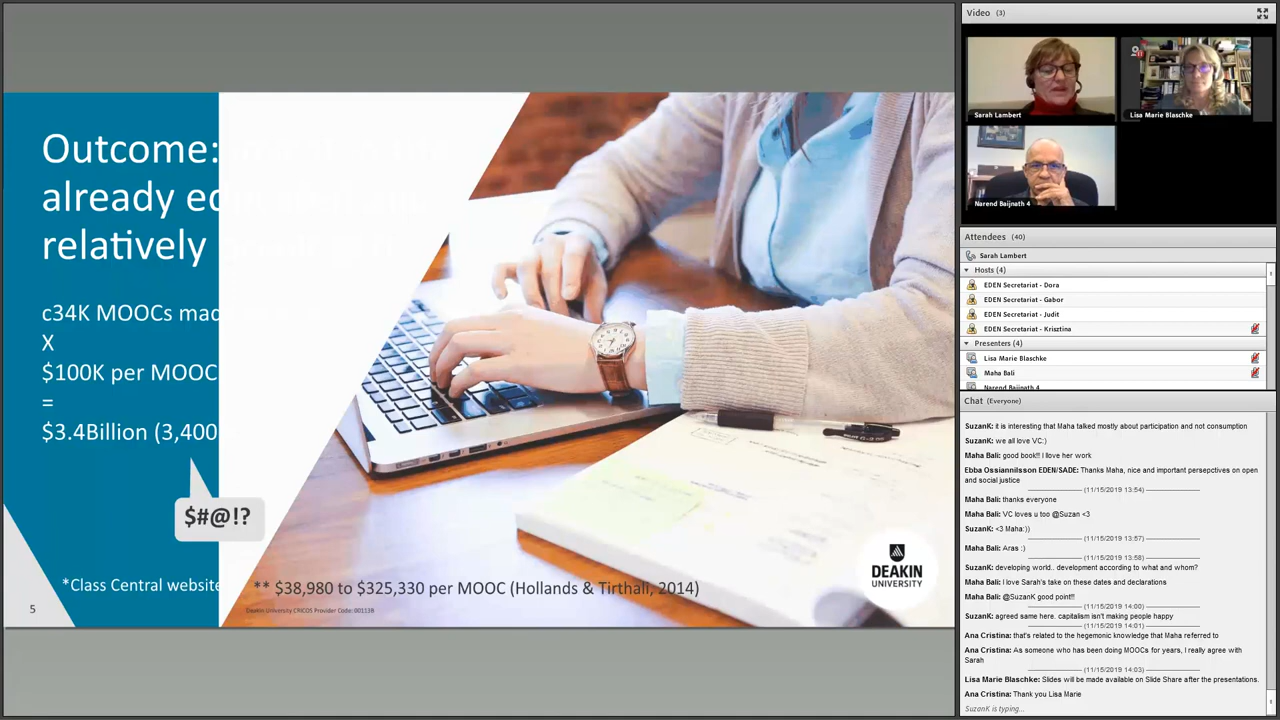 Outcome:
already
relatively
c34K MOOCs made
X
$100K per MOOC
=
$3.4Billion (3,400
$#@!?
*Class Central website
** $38,980 to $325,330 per MOOC (Hollands & Tirthali, 2014)
Deakin University CRICOS Provider Code: 00113B
5
DEAKIN
UNIVERSITY
Video (3)
Sarah Lambert
Lisa Marie Blaschke
Narend Baijnath 4
Attendees (40)
Sarah Lambert
Hosts (4)
EDEN Secretariat - Dora
EDEN Secretariat - Gabor
EDEN Secretariat - Judit
EDEN Secretariat - Krisztina
Presenters (4)
Lisa Marie Blaschke
Maha Bali
Narend Baijnath 4
Chat (Everyone)
SuzanK: it is interesting that Maha talked mostly about participation and not consumption
SuzanK: we all love VC:)
Maha Bali: good book!! I llove her work
Ebba Ossiannilsson EDEN/SADE: Thanks Maha, nice and important persepctives on open
and social justice
(11/15/2019 13:54)
Maha Bali: thanks everyone
Maha Bali: VC loves u too @Suzan <3
SuzanK: <3 Maha:))
(11/15/2019 13:57)
Maha Bali: Aras :)
(11/15/2019 13:58)
SuzanK: developing world.. development according to what and whom?
Maha Bali: I love Sarah's take on these dates and declarations
Maha Bali: @SuzanK good point!!
(11/15/2019 14:00)
SuzanK: agreed same here. capitalism isn't making people happy
(11/15/2019 14:01)
Ana Cristina: that's related to the hegemonic knowledge that Maha referred to
Ana Cristina: As someone who has been doing MOOCs for years, I really agree with
Sarah
(11/15/2019 14:03)
Lisa Marie Blaschke: Slides will be made available on Slide Share after the presentations.
Ana Cristina: Thank you Lisa Marie
SuzanK is typing...